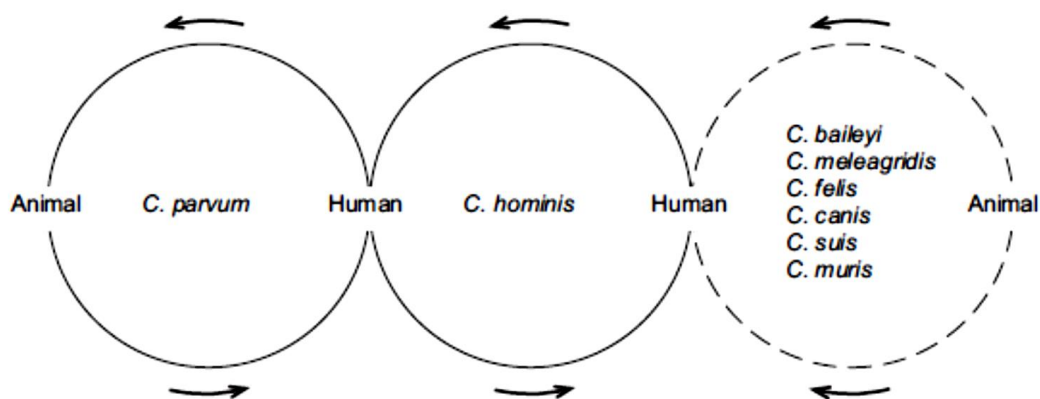 C. baileyi
C. meleagridis
Animal C. parvum Human C. hominis Human C. felis Animal
C. canis
C. suis
C. muris